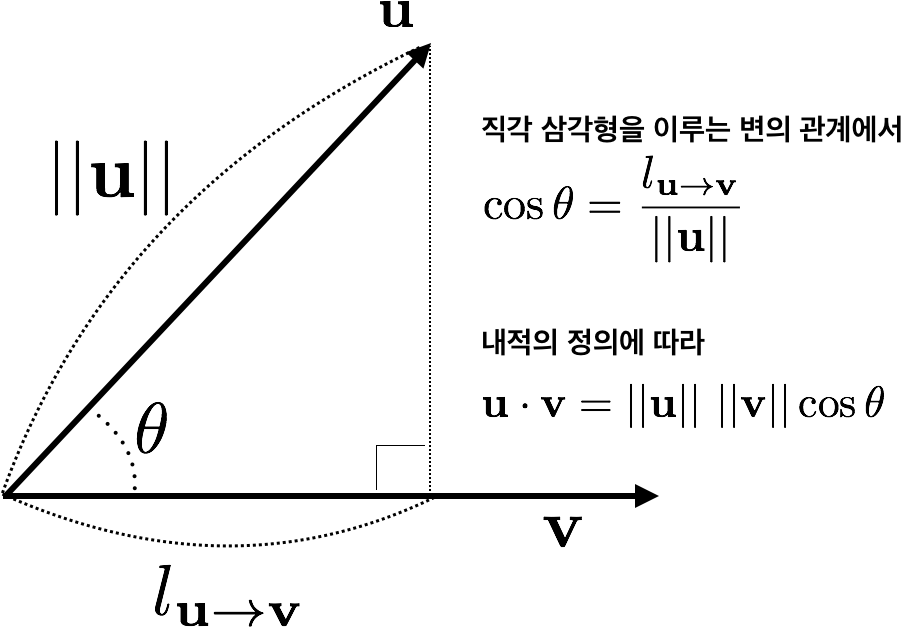 u
||u||
직각 삼각형을 이루는 변의 관계에서
cos θ = l_{u→v} / ||u||
내적의 정의에 따라
u · v = ||u|| ||v|| cos θ
θ
v
l_{u→v}